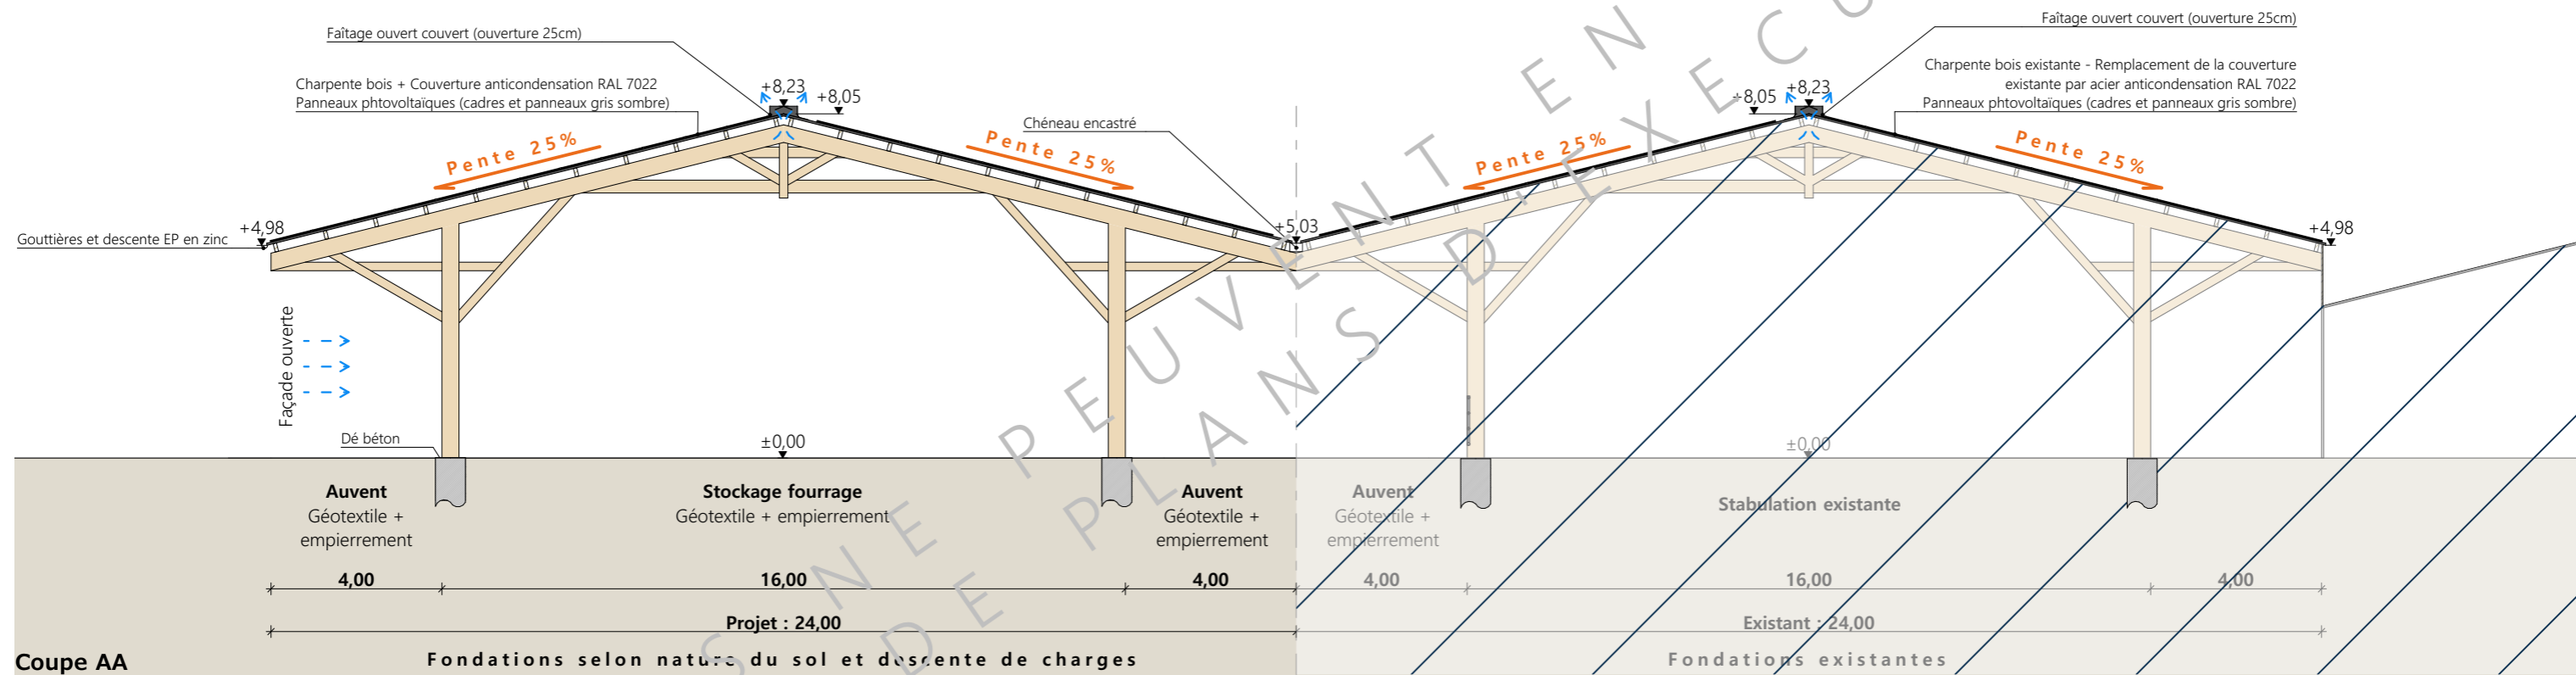 Faîtage ouvert couvert (ouverture 25cm)
Charpente bois + Couverture anticondensation RAL 7022
Panneaux phtovoltaïques (cadres et panneaux gris sombre)
+8,23
+8,05
Pente 25%
Pente 25%
Chéneau encastré
+4,98
Gouttières et descente EP en zinc
+5,03
Façade ouverte
Dé béton
±0,00
Faîtage ouvert couvert (ouverture 25cm)
Charpente bois existante - Remplacement de la couverture
existante par acier anticondensation RAL 7022
Panneaux phtovoltaïques (cadres et panneaux gris sombre)
+8,05
+8,23
Pente 25%
Pente 25%
+4,98
±0,00
Auvent
Géotextile +
empierrement
Stockage fourrage
Géotextile + empierrement
Auvent
Géotextile +
empierrement
Auvent
Géotextile +
empierrement
Stabulation existante
4,00
16,00
4,00
4,00
16,00
4,00
Projet : 24,00
Existant : 24,00
Coupe AA
Fondations selon nature du sol et descente de charges
Fondations existantes
S NE PEUVENT EN
DE PLANS D'EXECU